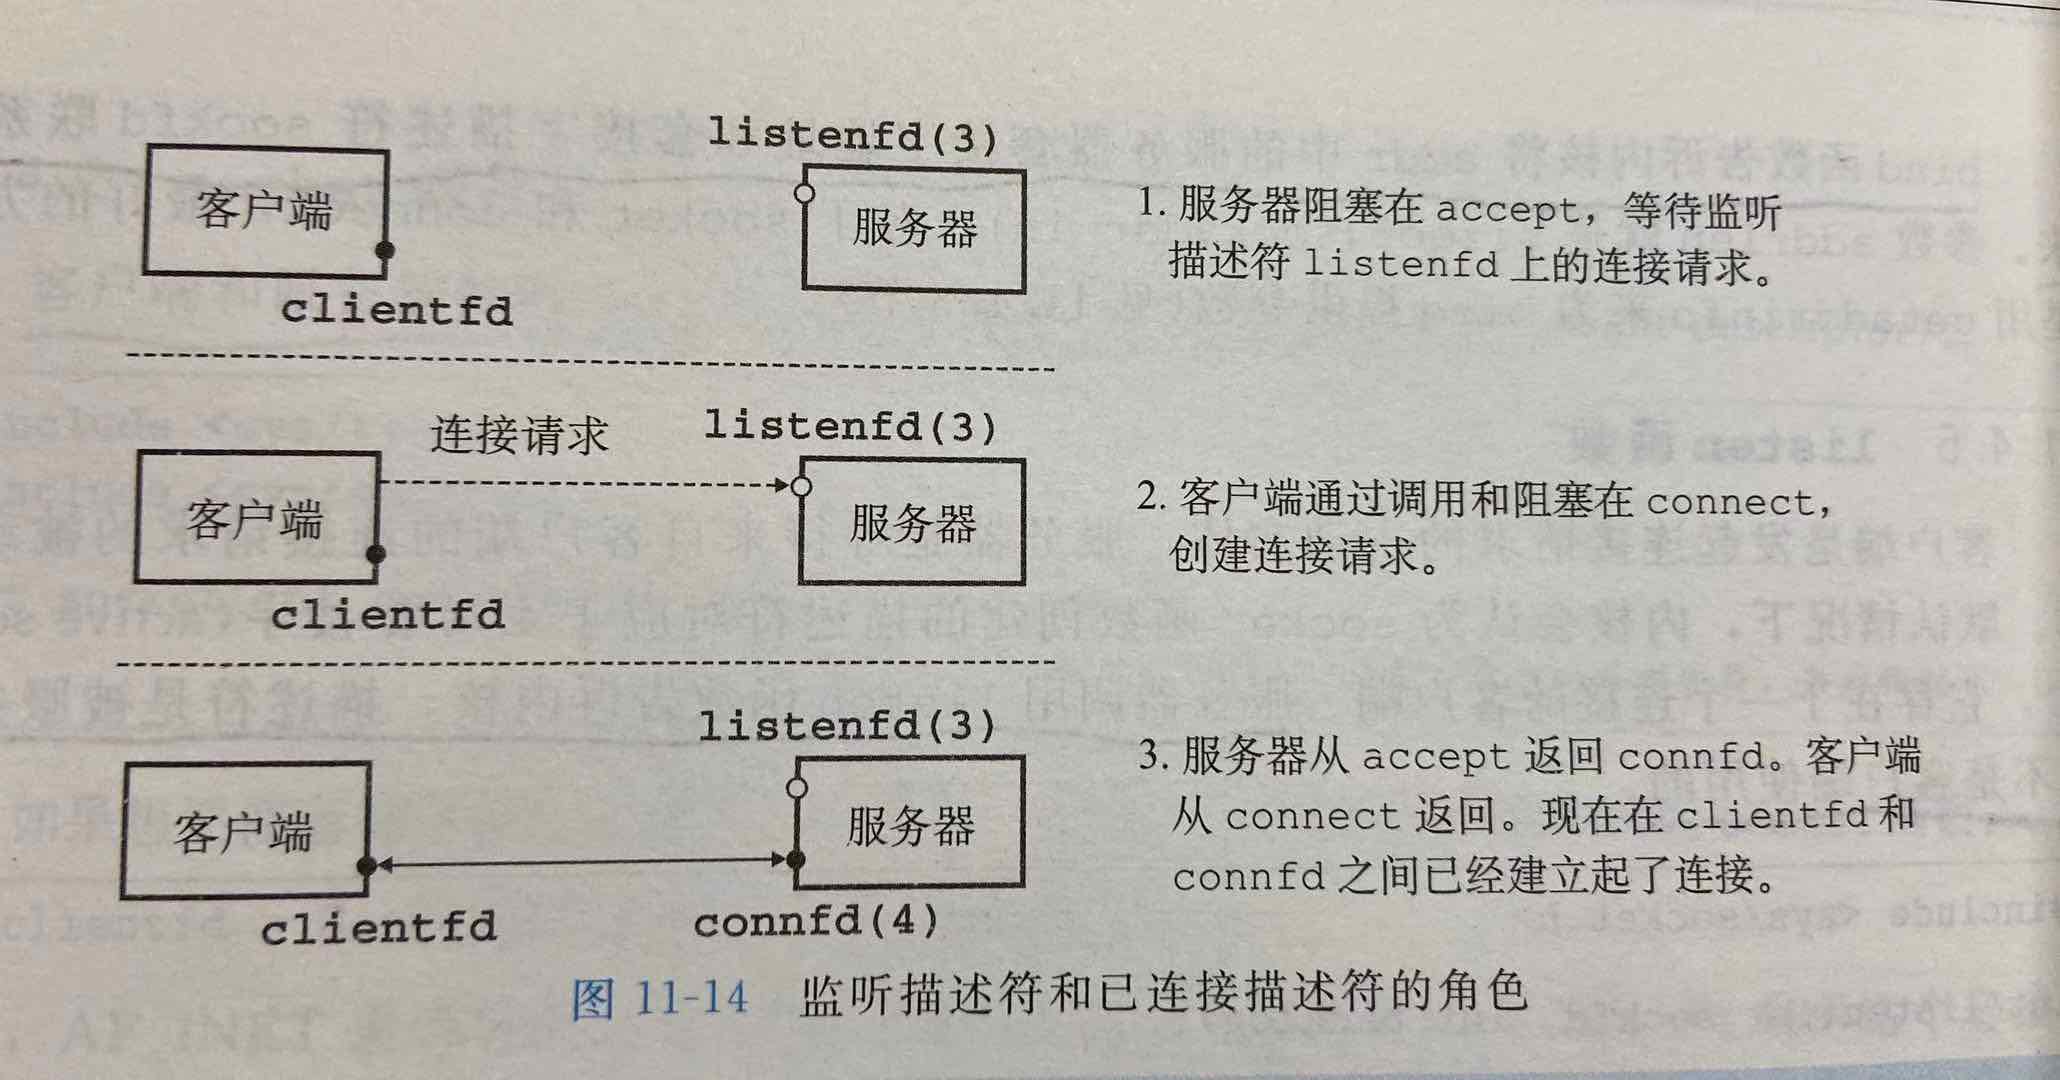 listenfd(3)
客户端
服务器
clientfd
1. 服务器阻塞在 accept，等待监听
描述符 listenfd 上的连接请求。
连接请求
listenfd(3)
客户端
服务器
clientfd
2. 客户端通过调用和阻塞在 connect，
创建连接请求。
listenfd(3)
客户端
服务器
clientfd
connfd(4)
3. 服务器从 accept 返回 connfd。客户端
从 connect 返回。现在在 clientfd 和
connfd 之间已经建立起了连接。
图 11-14 监听描述符和已连接描述符的角色